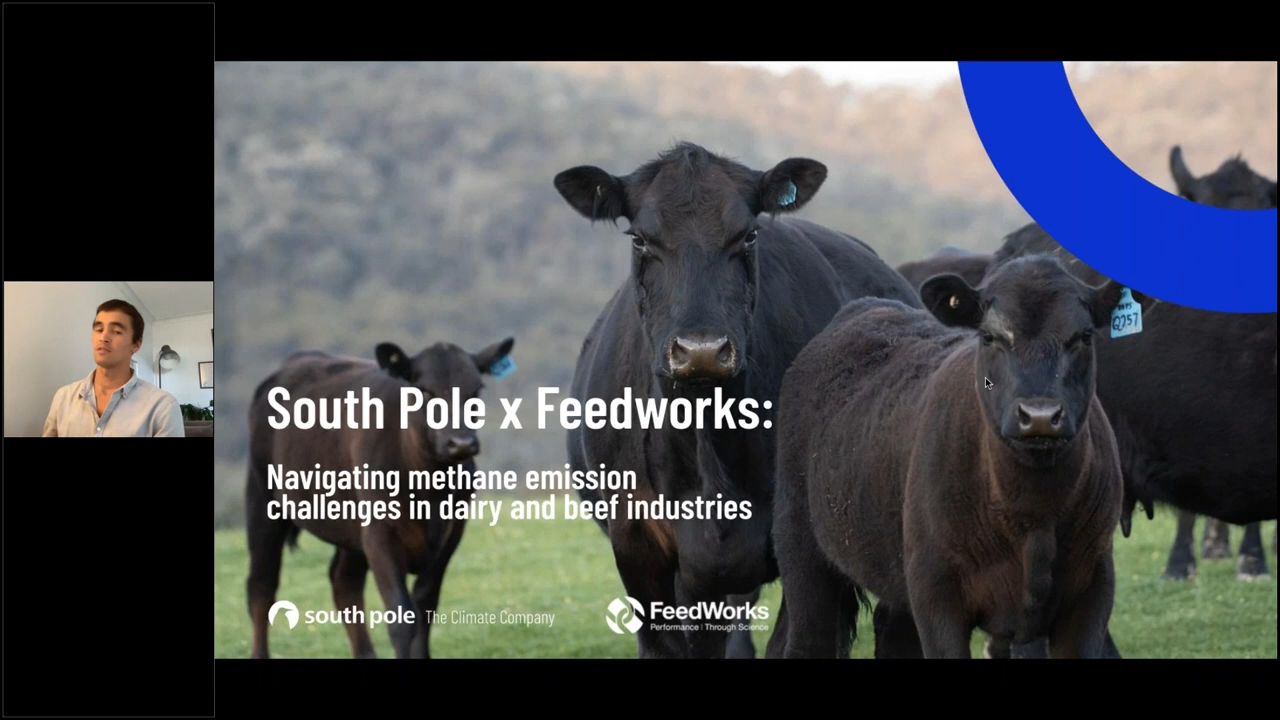 South Pole x Feedworks:
Navigating methane emission
challenges in dairy and beef industries
south pole The Climate Company
FeedWorks
Performance | Through Science
Q257